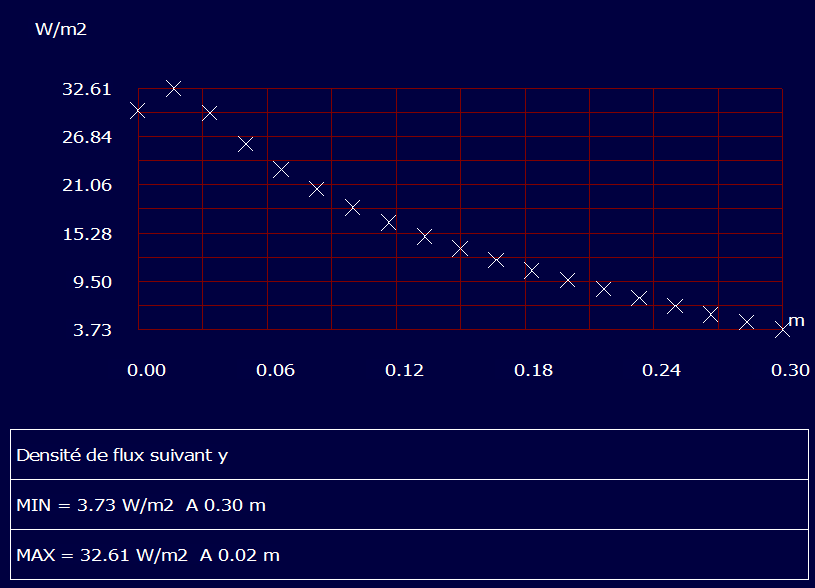 W/m2
32.61
26.84
21.06
15.28
9.50
3.73
m
0.00 0.06 0.12 0.18 0.24 0.30
Densité de flux suivant y
MIN = 3.73 W/m2 A 0.30 m
MAX = 32.61 W/m2 A 0.02 m